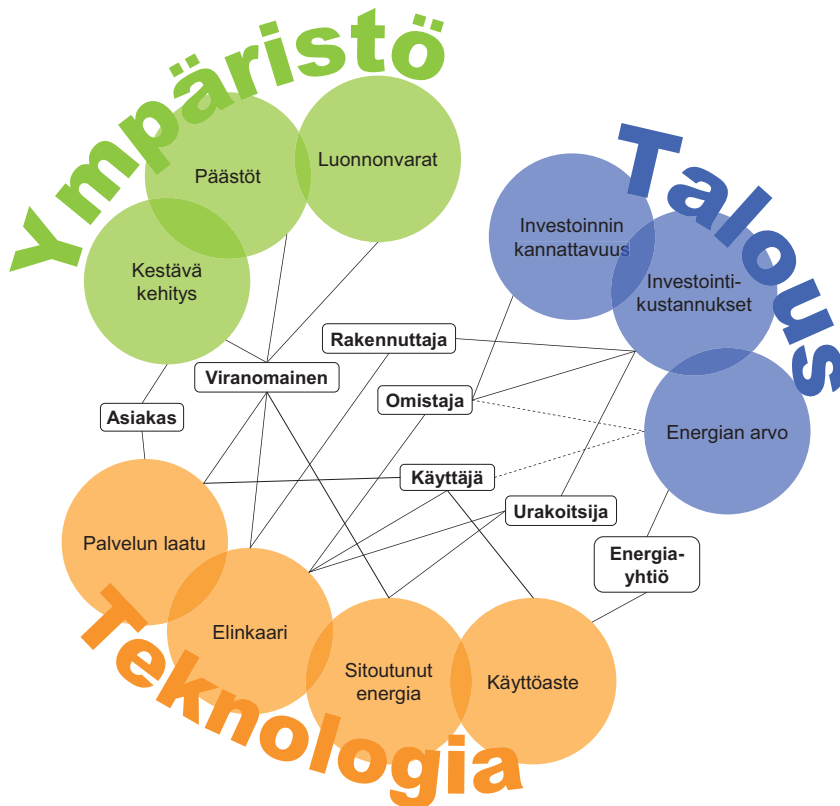 Ympäristö
Päästöt
Luonnonvarat
Kestävä
kehitys
Talous
Investoinnin
kannattavuus
Investointi-
kustannukset
Energian arvo
Rakennuttaja
Viranomainen
Omistaja
Asiakas
Käyttäjä
Urakoitsija
Energia-
yhtiö
Palvelun laatu
Elinkaari
Sitoutunut
energia
Käyttöaste
Teknologia